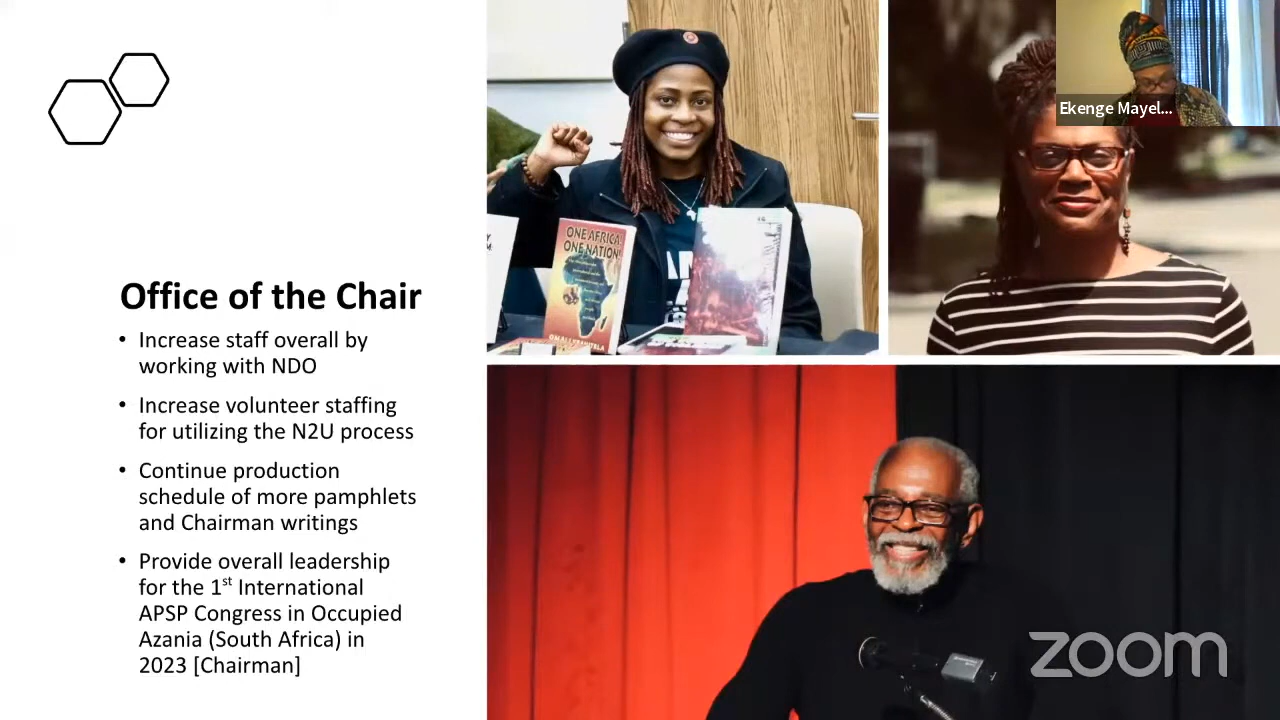 Office of the Chair
• Increase staff overall by
working with NDO
• Increase volunteer staffing
for utilizing the N2U process
• Continue production
schedule of more pamphlets
and Chairman writings
• Provide overall leadership
for the 1st International
APSP Congress in Occupied
Azania (South Africa) in
2023 [Chairman]
ONE AFRICA!
ONE NATION!
OMALI YESHITELA
Ekenge Mayel...
zoom